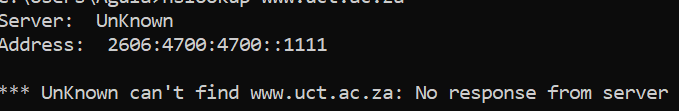 Server:  UnKnown
Address:  2606:4700:4700::1111
*** UnKnown can't find www.uct.ac.za: No response from server